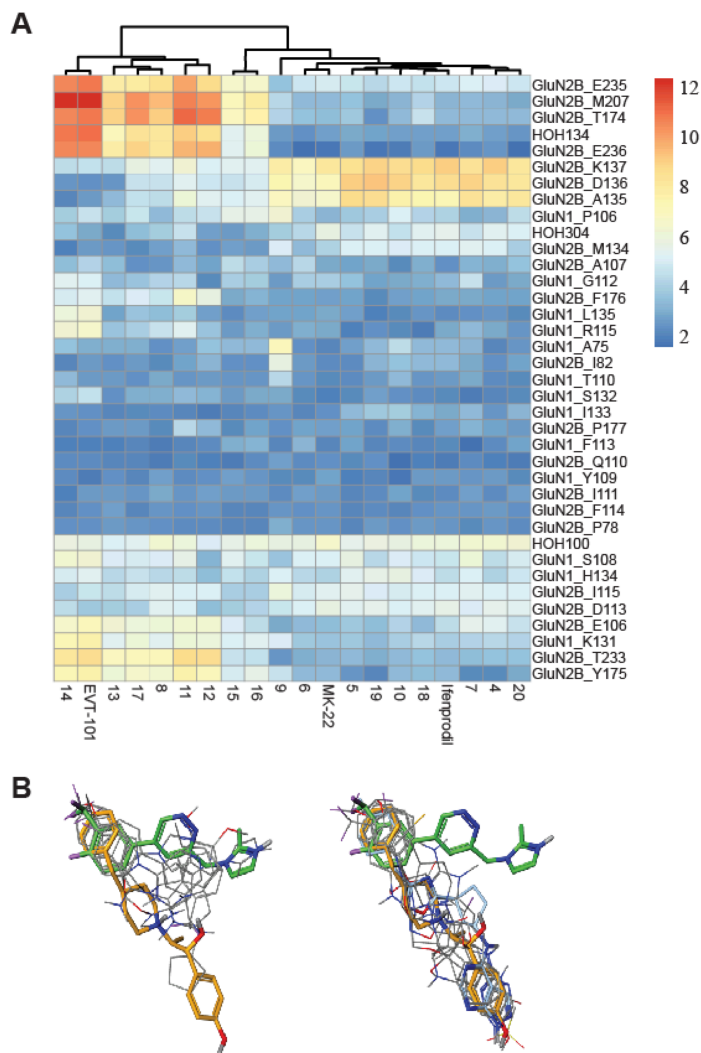 A
GluN2B_E235
GluN2B_M207
GluN2B_T174
HOH134
GluN2B_E236
GluN2B_K137
GluN2B_D136
GluN2B_A135
GluN1_P106
HOH304
GluN2B_M134
GluN2B_A107
GluN1_G112
GluN2B_F176
GluN1_L135
GluN1_R115
GluN1_A75
GluN2B_I82
GluN1_T110
GluN1_S132
GluN1_I133
GluN2B_P177
GluN1_F113
GluN2B_Q110
GluN1_Y109
GluN2B_I111
GluN2B_F114
GluN2B_P78
HOH100
GluN1_S108
GluN1_H134
GluN2B_I115
GluN2B_D113
GluN2B_E106
GluN1_K131
GluN2B_T233
GluN2B_Y175
12
10
8
6
4
2
14
EVT-101
13
17
8
11
12
15
16
9
6
MK-22
5
19
10
18
Ifenprodil
7
4
20
B